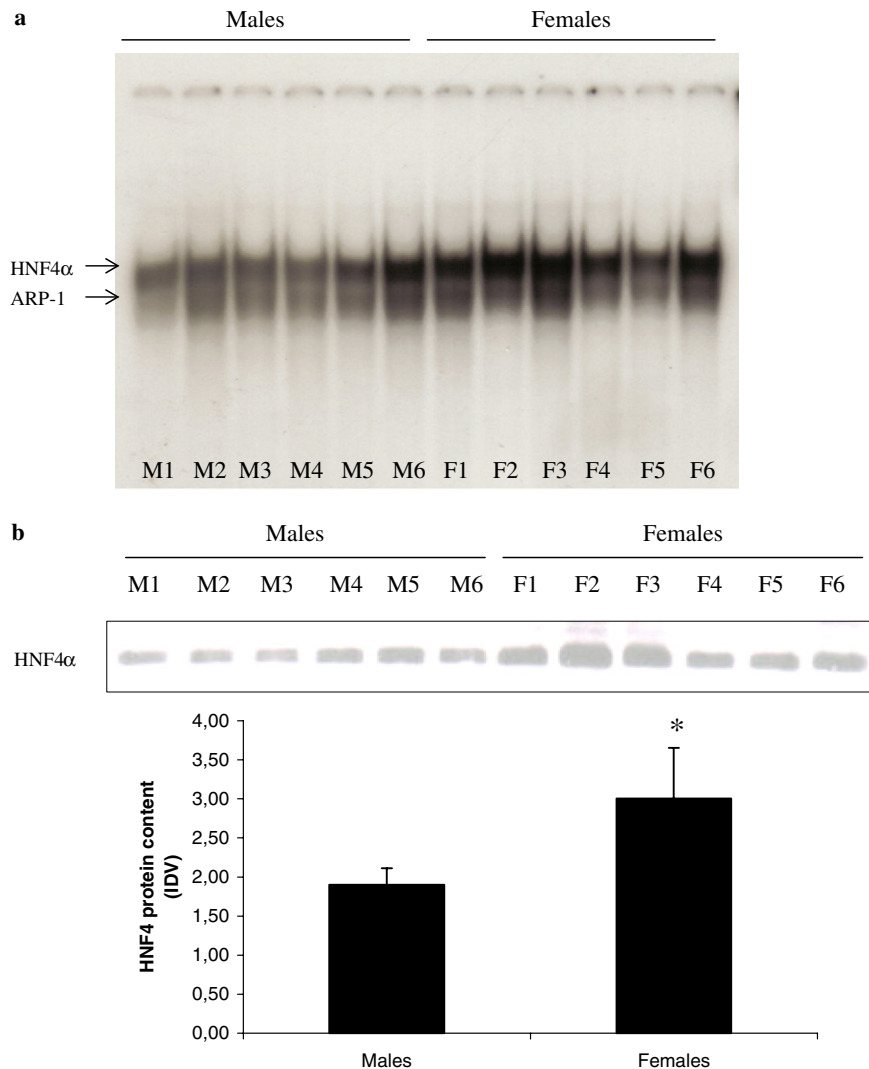 a
Males Females
HNF4α
ARP-1
M1 M2 M3 M4 M5 M6 F1 F2 F3 F4 F5 F6
b
Males Females
M1 M2 M3 M4 M5 M6 F1 F2 F3 F4 F5 F6
HNF4α
HNF4 protein content
(IDV)
4,00
3,50
3,00
2,50
2,00
1,50
1,00
0,50
0,00
*
Males Females